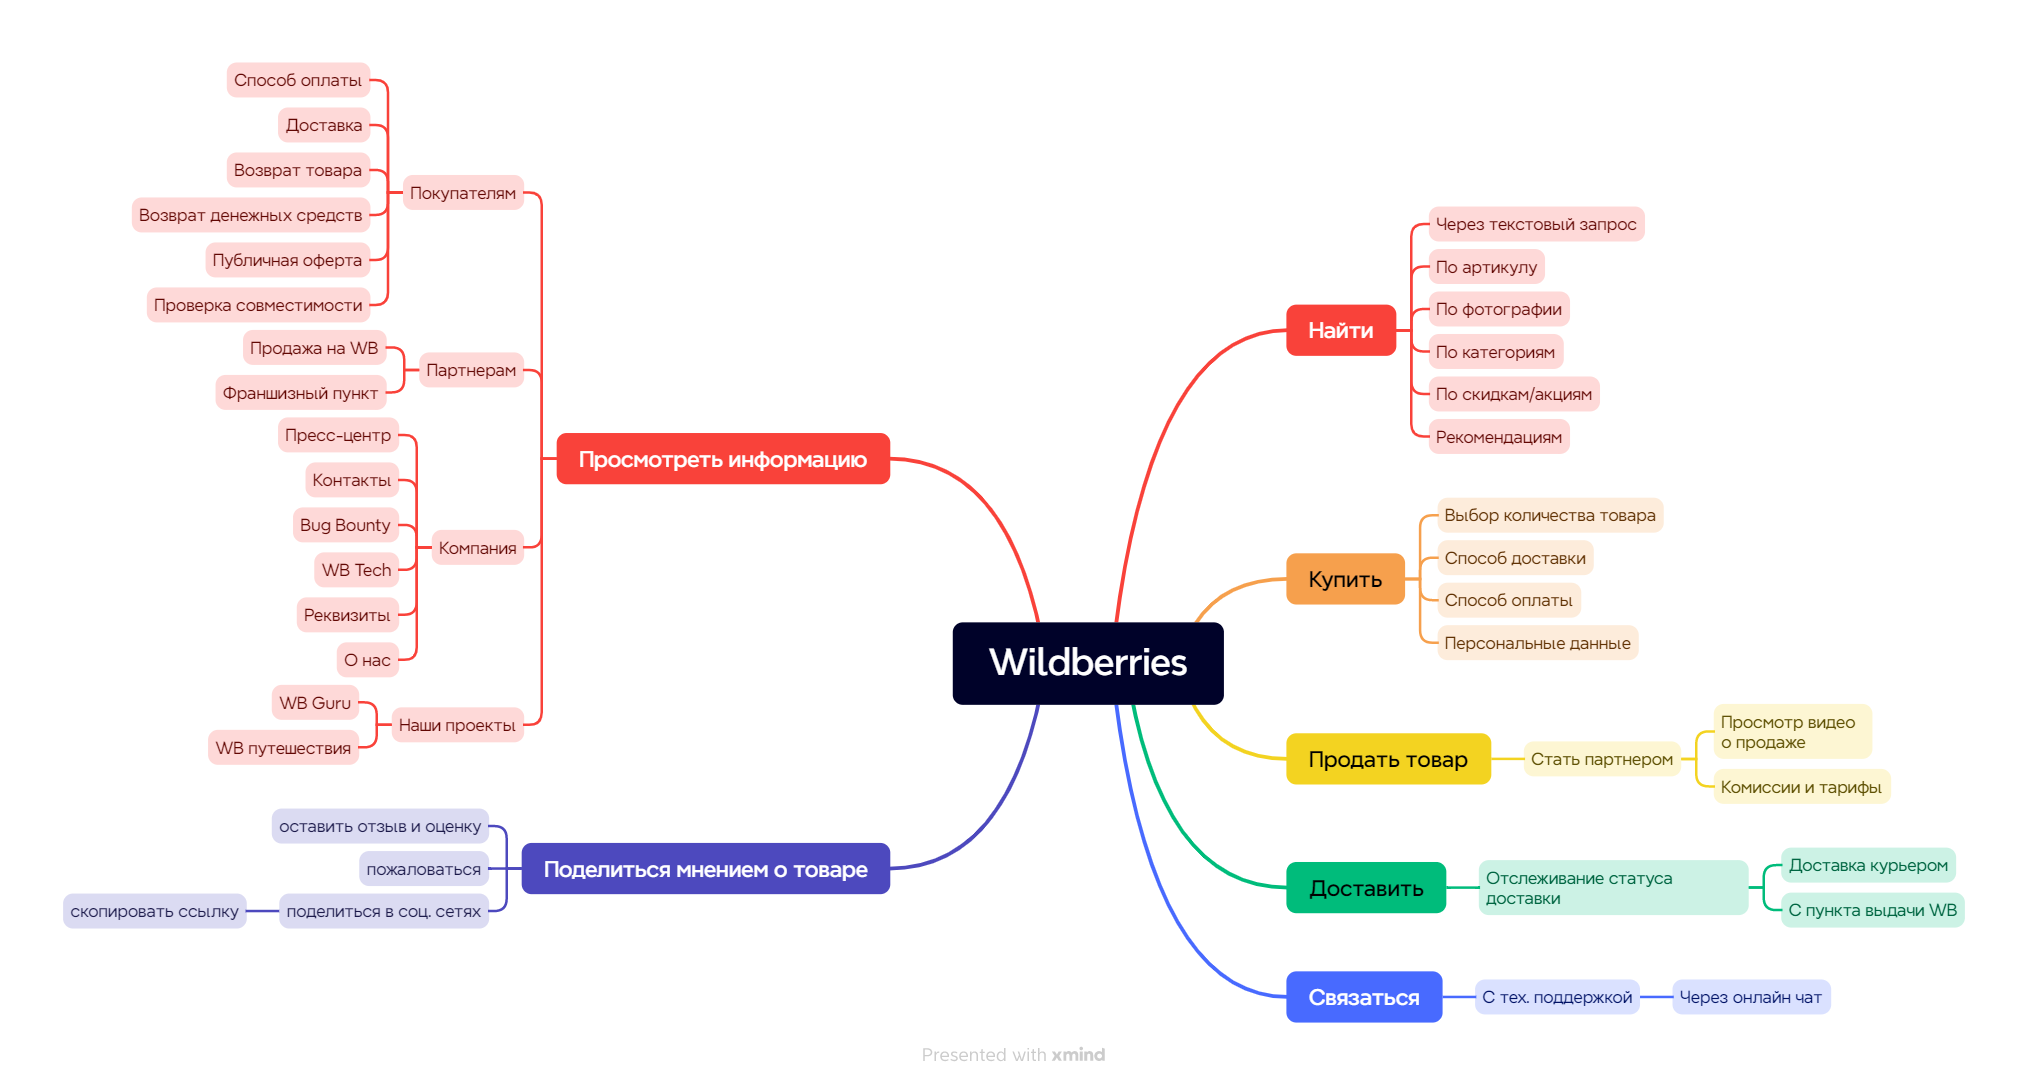 Wildberries
Найти
Через текстовый запрос
По артикулу
По фотографии
По категориям
По скидкам/акциям
Рекомендациям
Купить
Выбор количества товара
Способ доставки
Способ оплаты
Персональные данные
Продать товар
Стать партнером
Просмотр видео
о продаже
Комиссии и тарифы
Доставить
Отслеживание статуса
доставки
Доставка курьером
С пункта выдачи WB
Связаться
С тех. поддержкой
Через онлайн чат
Просмотреть информацию
Покупателям
Способ оплаты
Доставка
Возврат товара
Возврат денежных средств
Публичная оферта
Проверка совместимости
Партнерам
Продажа на WB
Франшизный пункт
Компания
Пресс-центр
Контакты
Bug Bounty
WB Tech
Реквизиты
О нас
Наши проекты
WB Guru
WB путешествия
Поделиться мнением о товаре
оставить отзыв и оценку
пожаловаться
поделиться в соц. сетях
скопировать ссылку
Presented with xmind